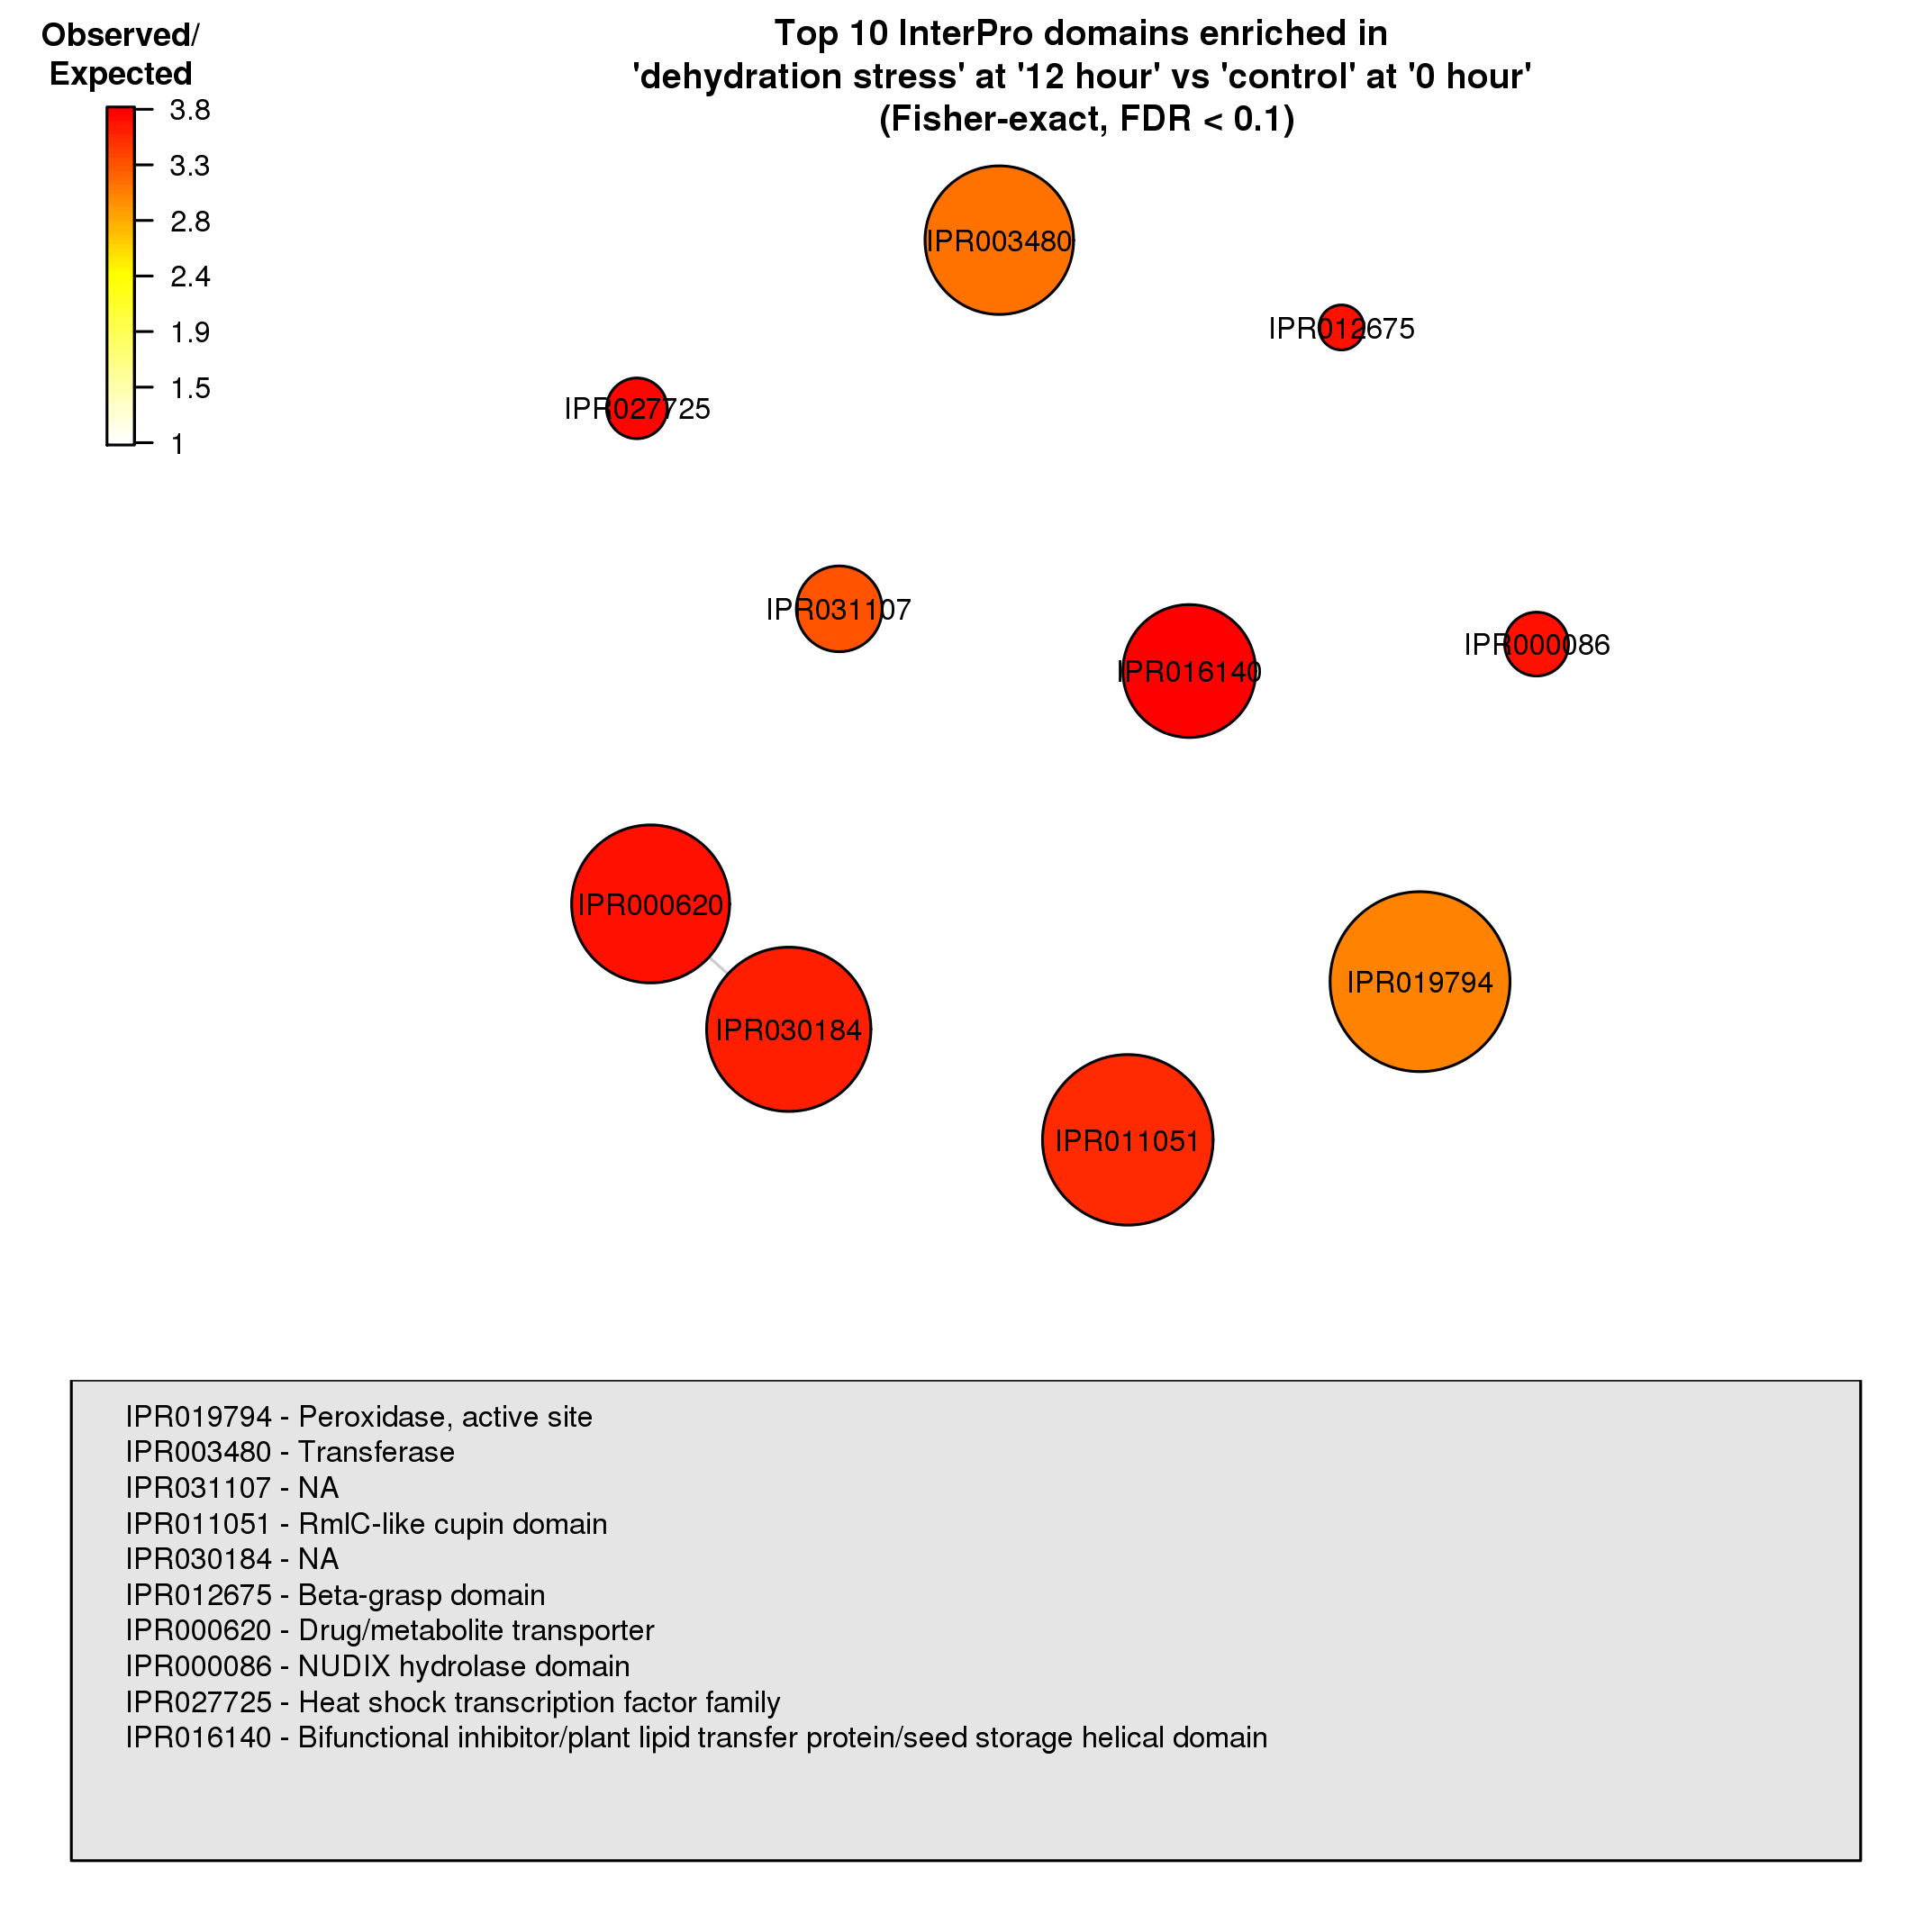 Observed/
Expected
3.8
3.3
2.8
2.4
1.9
1.5
1
Top 10 InterPro domains enriched in
'dehydration stress' at '12 hour' vs 'control' at '0 hour'
(Fisher-exact, FDR < 0.1)
IPR003480
IPR012675
IPR027725
IPR031107
IPR016140
IPR000086
IPR000620
IPR019794
IPR030184
IPR011051
IPR019794 - Peroxidase, active site
IPR003480 - Transferase
IPR031107 - NA
IPR011051 - RmlC-like cupin domain
IPR030184 - NA
IPR012675 - Beta-grasp domain
IPR000620 - Drug/metabolite transporter
IPR000086 - NUDIX hydrolase domain
IPR027725 - Heat shock transcription factor family
IPR016140 - Bifunctional inhibitor/plant lipid transfer protein/seed storage helical domain